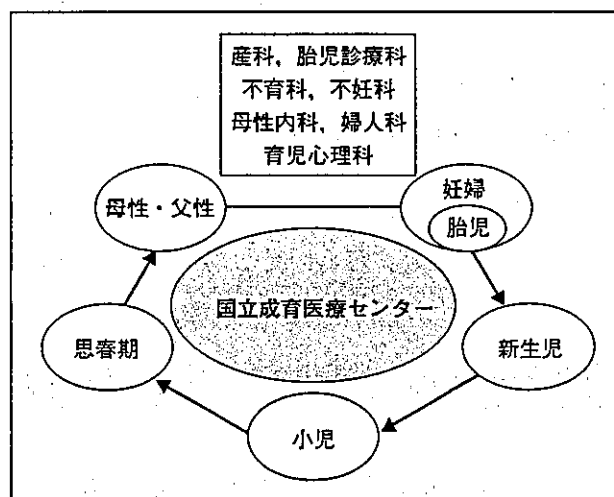 産科，胎児診療科
不育科，不妊科
母性内科，婦人科
育児心理科
母性・父性
妊婦
胎児
国立成育医療センター
思春期
新生児
小児